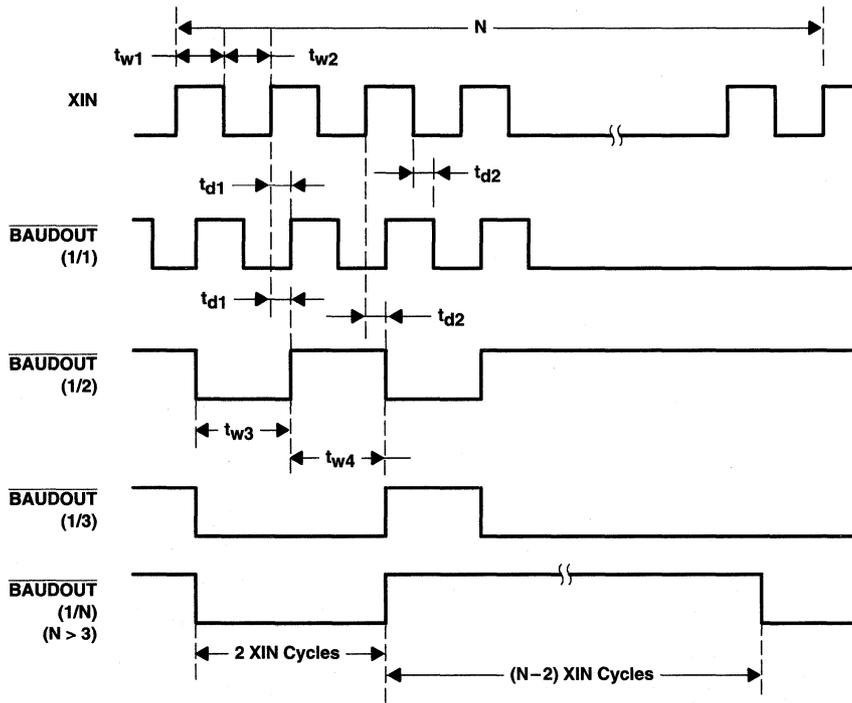 N
tw1
tw2
XIN
td1
td2
BAUDOUT
(1/1)
td1
td2
BAUDOUT
(1/2)
tw3
tw4
BAUDOUT
(1/3)
BAUDOUT
(1/N)
(N > 3)
2 XIN Cycles
(N−2) XIN Cycles